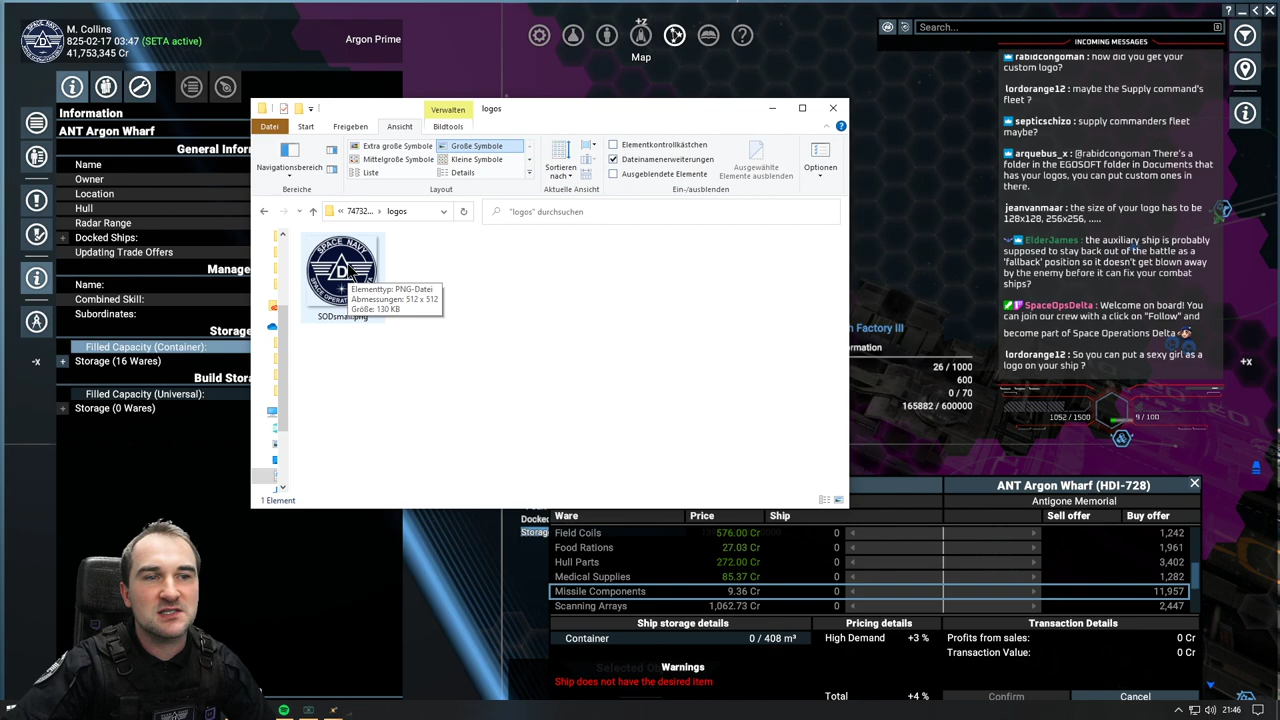 M. Collins
825-02-17 03:47 (SETA active)
41,753,345 Cr
Argon Prime
+Z
Map
Search...
INCOMING MESSAGES
rabidcongoman : how did you get your
custom logo?
lordorange12 : maybe the Supply command's
fleet ?
septicschizo : supply commanders fleet
maybe?
arquebus_x : @rabidcongoman There's a
folder in the EGOSOFT folder in Documents
that has your logos, you can put custom ones in
there.
jeanvanmaar : the size of your logo has to be
128x128, 256x256, .....
ElderJames : the auxiliary ship is probably
supposed to stay back out of the battle as a
'fallback' position so it doesn't get blown away
by the enemy before it can fix your combat
ships?
SpaceOpsDelta : Welcome on board! You
can join our crew with a click on "Follow" and
become part of Space Operations Delta
lordorange12 : So you can put a sexy girl as a
logo on your ship ?
1052 / 1500
9 / 100
Information
ANT Argon Wharf
General Infor
Name
Owner
Location
Hull
Radar Range
+ Docked Ships:
Updating Trade Offers
Manage
Name:
Combined Skill:
Subordinates:
Storag
Filled Capacity (Container):
+ Storage (16 Wares)
Build Stora
Filled Capacity (Universal):
+ Storage (0 Wares)
-X
+X
Verwalten
logos
Datei
Start
Freigeben
Ansicht
Bildtools
Navigationsbereich
Bereiche
Extra große Symbole
Große Symbole
Mittelgroße Symbole
Kleine Symbole
Liste
Details
Layout
Sortieren
nach
Aktuelle Ansicht
Elementkontrollkästchen
Dateinamenerweiterungen
Ausgeblendete Elemente
Ausgewählte
Elemente ausblenden
Ein-/ausblenden
Optionen
« 74732... › logos
"logos" durchsuchen
SPACE NAVY
D
SPACE OPERATIONS
Elementtyp: PNG-Datei
Abmessungen: 512 x 512
Größe: 130 KB
SODsmall.png
1 Element
n Factory III
ormation
26 / 1000
600
0 / 70
165882 / 600000
Docked
Storage
ANT Argon Wharf (HDI-728)
Antigone Memorial
Ware Price Ship Sell offer Buy offer
Field Coils 576.00 Cr 0 1,242
Food Rations 27.03 Cr 0 1,961
Hull Parts 272.00 Cr 0 3,402
Medical Supplies 85.37 Cr 0 1,282
Missile Components 9.36 Cr 0 11,957
Scanning Arrays 1,062.73 Cr 0 2,447
Ship storage details Pricing details Transaction Details
Container 0 / 408 m³ High Demand +3 % Profits from sales: 0 Cr
Transaction Value: 0 Cr
Warnings
Ship does not have the desired item
Total +4 %
Confirm
Cancel
21:46